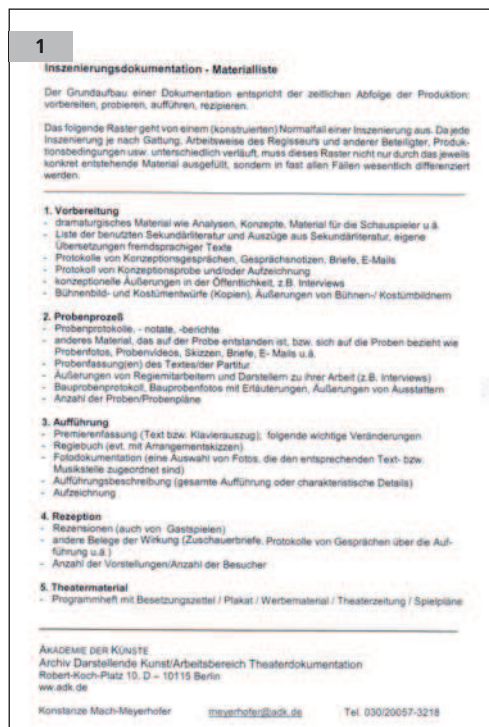 1
Inszenierungsdokumentation - Materialliste
Der Grundaufbau einer Dokumentation entspricht der zeitlichen Abfolge der Produktion:
vorbereiten, probieren, aufführen, rezipieren.
Das folgende Raster geht von einem (konstruierten) Normalfall einer Inszenierung aus. Da jede
Inszenierung je nach Gattung, Arbeitsweise des Regisseurs und anderer Beteiligter, Produk-
tionsbedingungen usw. unterschiedlich verläuft, muss dieses Raster nicht nur durch das jeweils
konkret entstehende Material ausgefüllt, sondern in fast allen Fällen wesentlich differenziert
werden.
1. Vorbereitung
- dramaturgisches Material wie Analysen, Konzepte, Material für die Schauspieler u.ä.
- Liste der benutzten Sekundärliteratur und Auszüge aus Sekundärliteratur, eigene
Übersetzungen fremdsprachiger Texte
- Protokolle von Konzeptionsgesprächen, Gesprächsnotizen, Briefe, E-Mails
- Protokoll von Konzeptionsprobe und/oder Aufzeichnung
- konzeptionelle Äußerungen in der Öffentlichkeit, z.B. Interviews
- Bühnenbild- und Kostümentwürfe (Kopien), Äußerungen von Bühnen-/ Kostümbildnern
2. Probenprozeß
- Probenprotokolle, - notate, -berichte
- anderes Material, das auf der Probe entstanden ist, bzw. sich auf die Proben bezieht wie
Probenfotos, Probenvideos, Skizzen, Briefe, E- Mails u.ä.
- Probenfassung(en) des Textes/der Partitur
- Äußerungen von Regiemitarbeitern und Darstellern zu ihrer Arbeit (z.B. Interviews)
- Bauprobenprotokoll, Bauprobenfotos mit Erläuterungen, Äußerungen von Ausstattern
- Anzahl der Proben/Probenpläne
3. Aufführung
- Premierenfassung (Text bzw. Klavierauszug); folgende wichtige Veränderungen
- Regiebuch (evt. mit Arrangementskizzen)
- Fotodokumentation (eine Auswahl von Fotos, die den entsprechenden Text- bzw.
Musikstelle zugeordnet sind)
- Aufführungsbeschreibung (gesamte Aufführung oder charakteristische Details)
- Aufzeichnung
4. Rezeption
- Rezensionen (auch von Gastspielen)
- andere Belege der Wirkung (Zuschauerbriefe, Protokolle von Gesprächen über die Auf-
führung u.ä.)
- Anzahl der Vorstellungen/Anzahl der Besucher
5. Theatermaterial
- Programmheft mit Besetzungszettel / Plakat / Werbematerial / Theaterzeitung / Spielpläne
AKADEMIE DER KÜNSTE
Archiv Darstellende Kunst/Arbeitsbereich Theaterdokumentation
Robert-Koch-Platz 10, D – 10115 Berlin
ww.adk.de
Konstanze Mach-Meyerhofer meyerhofer@adk.de Tel. 030/20057-3218